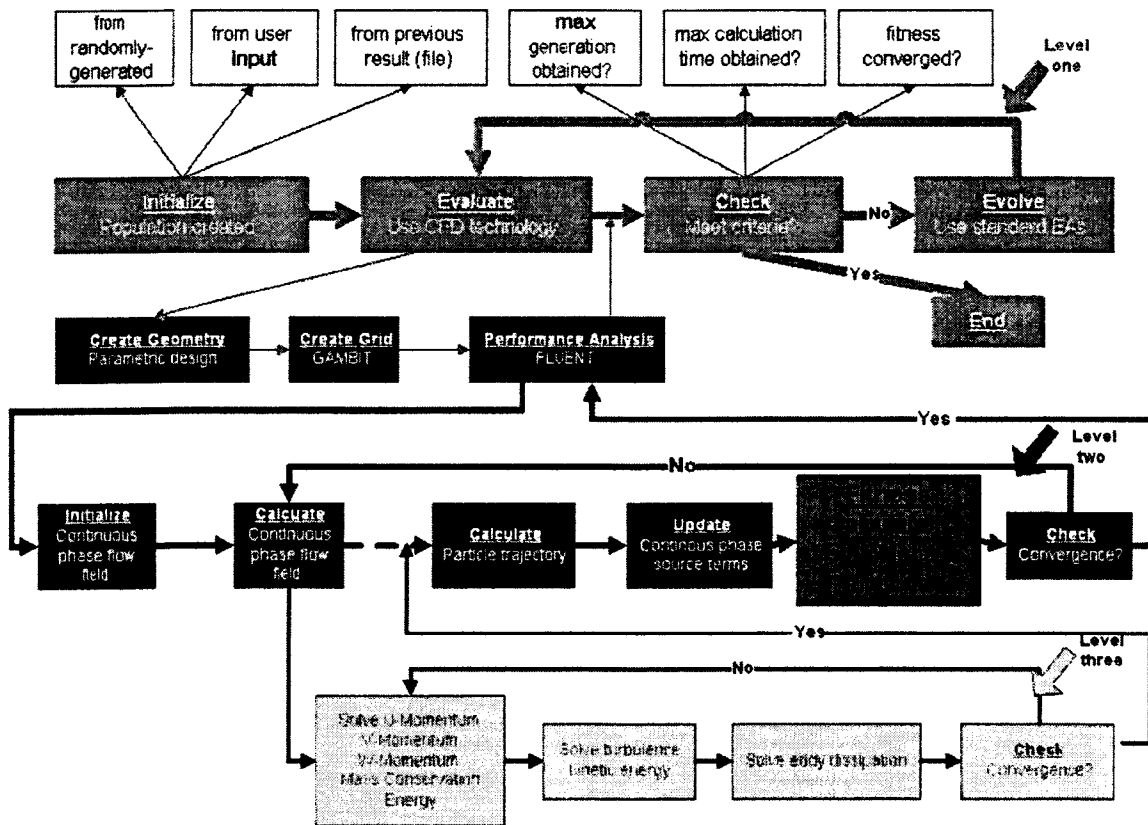 from
randomly-
generated
from user
input
from previous
result (file)
max
generation
obtained?
max calculation
time obtained?
fitness
converged?
Level
one
Initialize
Population created
Evaluate
Use CFD technology
Check
Meet criteria?
No
Evolve
Use standard EAs
Yes
End
Create Geometry
Parametric design
Create Grid
GAMBIT
Performance Analysis
FLUENT
Yes
Level
two
No
Initialize
Continuous
phase flow
field
Calcuate
Continuous
phase flow
field
Calculate
Particle trajectory
Update
Continous phase
source terms
Check
Convergence?
Yes
Level
three
No
Solve U-Momentum
V-Momentum
W-Momentum
Mass Conservation
Energy
Solve turbulence
kinetic energy
Solve eddy dissipation
Check
Convergence?